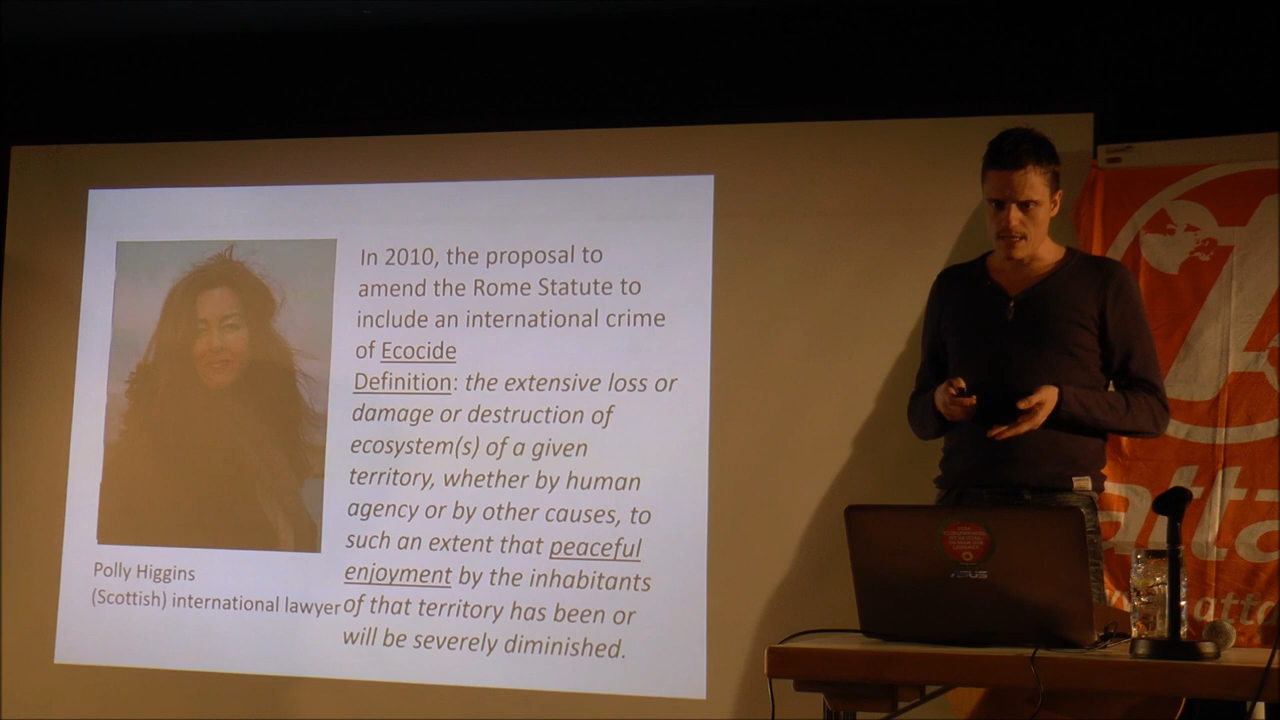 In 2010, the proposal to
amend the Rome Statute to
include an international crime
of Ecocide
Definition: the extensive loss or
damage or destruction of
ecosystem(s) of a given
territory, whether by human
agency or by other causes, to
such an extent that peaceful
enjoyment by the inhabitants
of that territory has been or
will be severely diminished.
Polly Higgins
(Scottish) international lawyer
ASUS
atta
atta